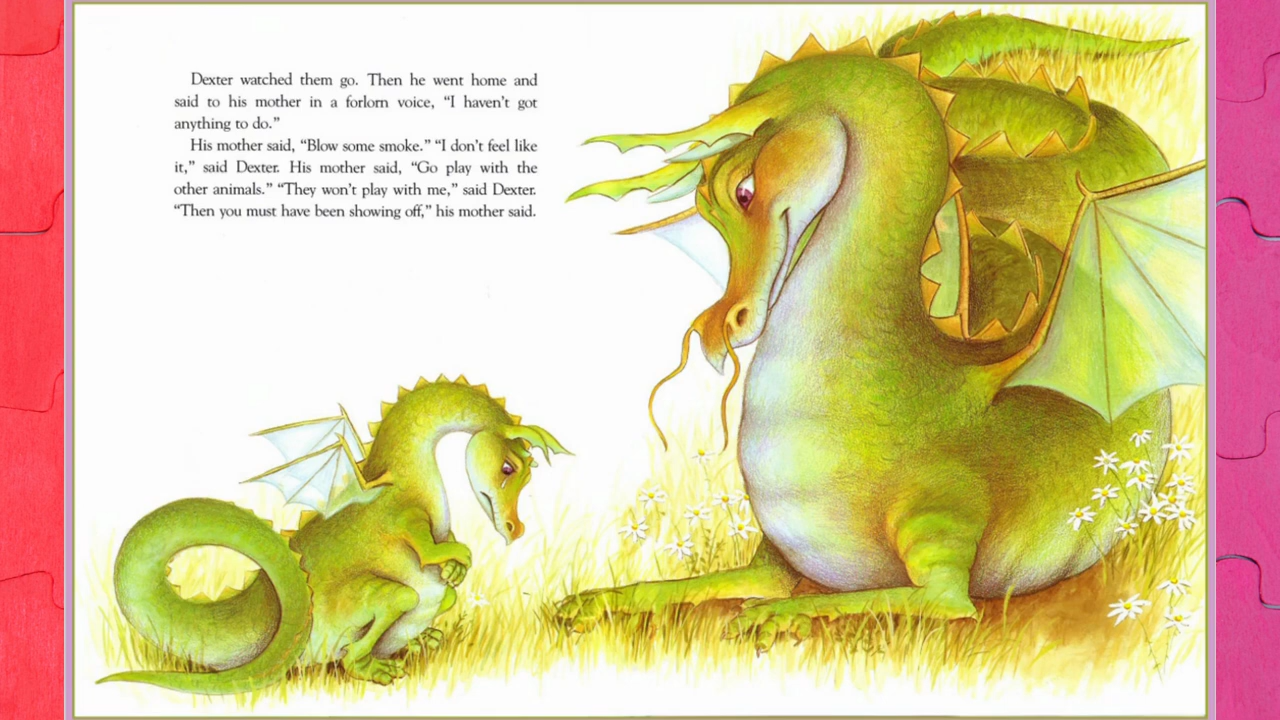 Dexter watched them go. Then he went home and
said to his mother in a forlorn voice, “I haven’t got
anything to do.”
His mother said, “Blow some smoke.” “I don’t feel like
it,” said Dexter. His mother said, “Go play with the
other animals.” “They won’t play with me,” said Dexter.
“Then you must have been showing off,” his mother said.